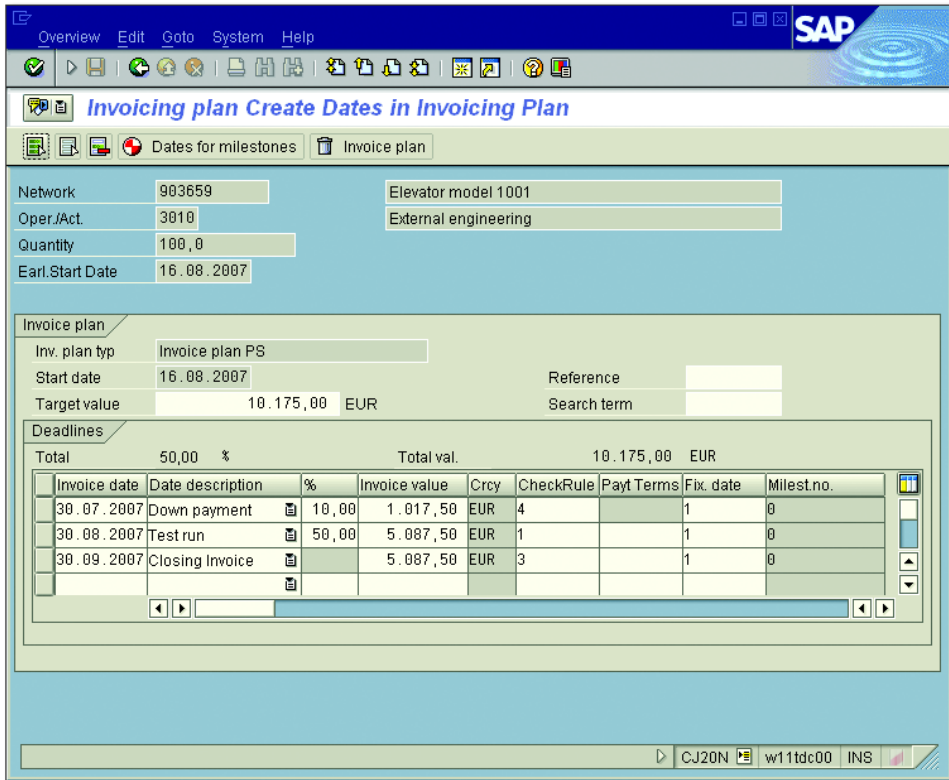 SAP
Overview Edit Goto System Help
Invoicing plan Create Dates in Invoicing Plan
Dates for milestones Invoice plan
Network 903659 Elevator model 1001
Oper./Act. 3010 External engineering
Quantity 100,0
Earl.Start Date 16.08.2007
Invoice plan
Inv. plan typ Invoice plan PS
Start date 16.08.2007 Reference
Target value 10.175,00 EUR Search term
Deadlines
Total 50,00 % Total val. 10.175,00 EUR
Invoice date Date description % Invoice value Crcy CheckRule Payt Terms Fix. date Milest.no.
30.07.2007 Down payment 10,00 1.017,50 EUR 4 1 0
30.08.2007 Test run 50,00 5.087,50 EUR 1 1 0
30.09.2007 Closing Invoice 5.087,50 EUR 3 1 0
CJ20N w11tdc00 INS